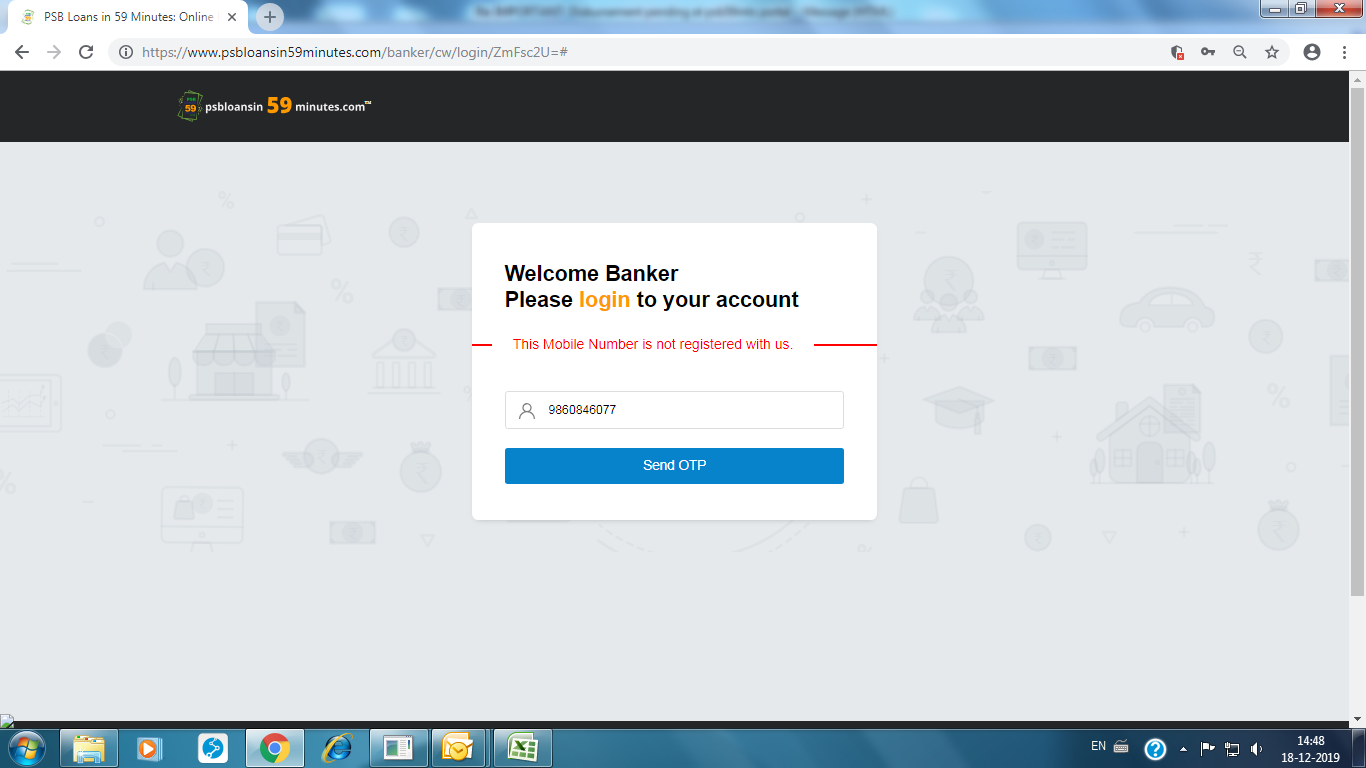 PSB Loans in 59 Minutes: Online
https://www.psbloansin59minutes.com/banker/cw/login/ZmFsc2U=#
PSB
59
psbloansin 59 minutes.com™
Welcome Banker
Please login to your account
This Mobile Number is not registered with us.
9860846077
Send OTP
EN
14:48
18-12-2019